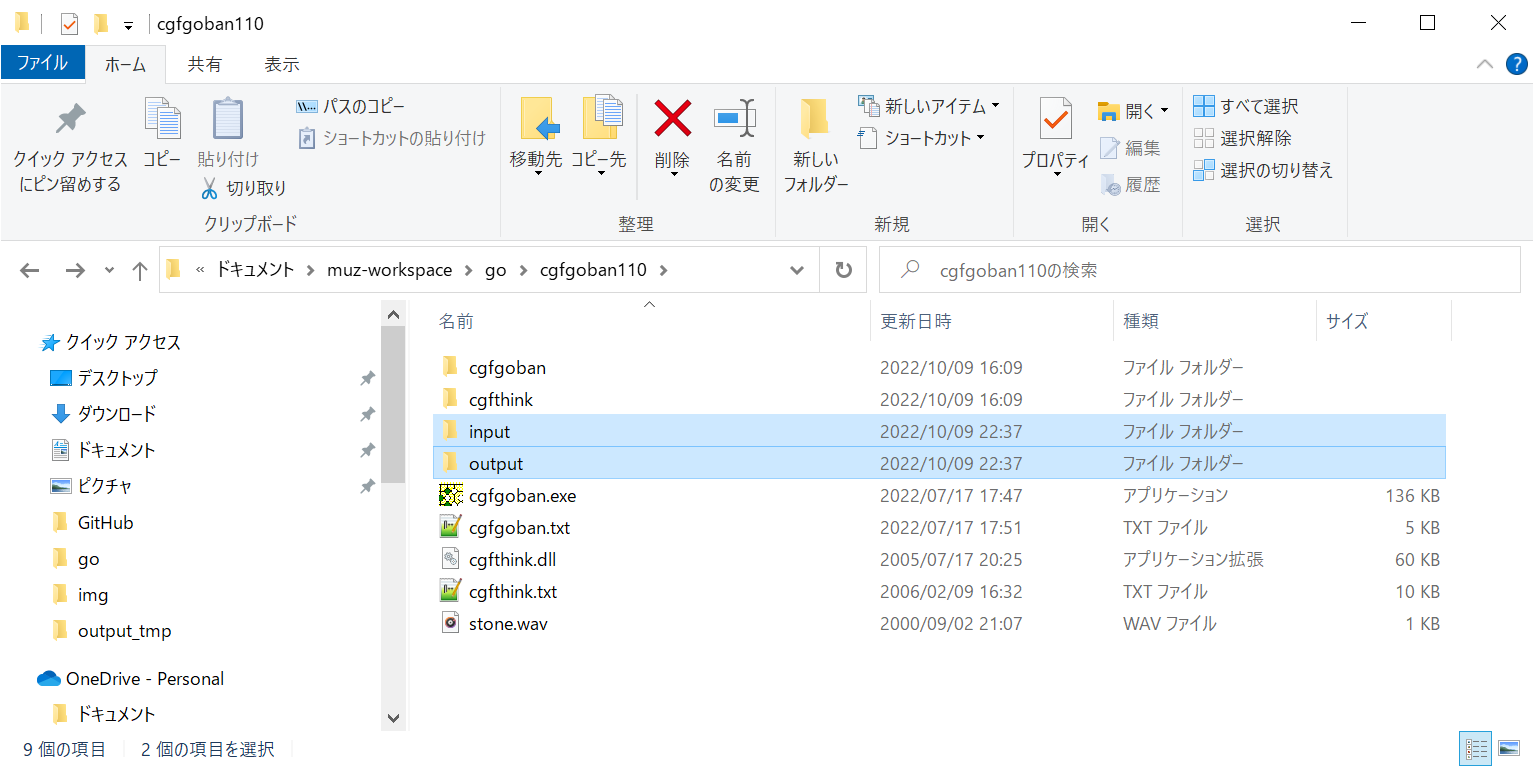 cgfgoban110
ファイル ホーム 共有 表示
クイック アクセス
にピン留めする
コピー
貼り付け
パスのコピー
ショートカットの貼り付け
切り取り
クリップボード
移動先
コピー先
削除
名前
の変更
整理
新しい
フォルダー
新しいアイテム
ショートカット
新規
プロパティ
開く
編集
履歴
開く
すべて選択
選択解除
選択の切り替え
選択
« ドキュメント > muz-workspace > go > cgfgoban110 >
cgfgoban110の検索
クイック アクセス
デスクトップ
ダウンロード
ドキュメント
ピクチャ
GitHub
go
img
output_tmp
OneDrive - Personal
ドキュメント
名前 更新日時 種類 サイズ
cgfgoban 2022/10/09 16:09 ファイル フォルダー
cgfthink 2022/10/09 16:09 ファイル フォルダー
input 2022/10/09 22:37 ファイル フォルダー
output 2022/10/09 22:37 ファイル フォルダー
cgfgoban.exe 2022/07/17 17:47 アプリケーション 136 KB
cgfgoban.txt 2022/07/17 17:51 TXT ファイル 5 KB
cgfthink.dll 2005/07/17 20:25 アプリケーション拡張 60 KB
cgfthink.txt 2006/02/09 16:32 TXT ファイル 10 KB
stone.wav 2000/09/02 21:07 WAV ファイル 1 KB
9 個の項目 2 個の項目を選択